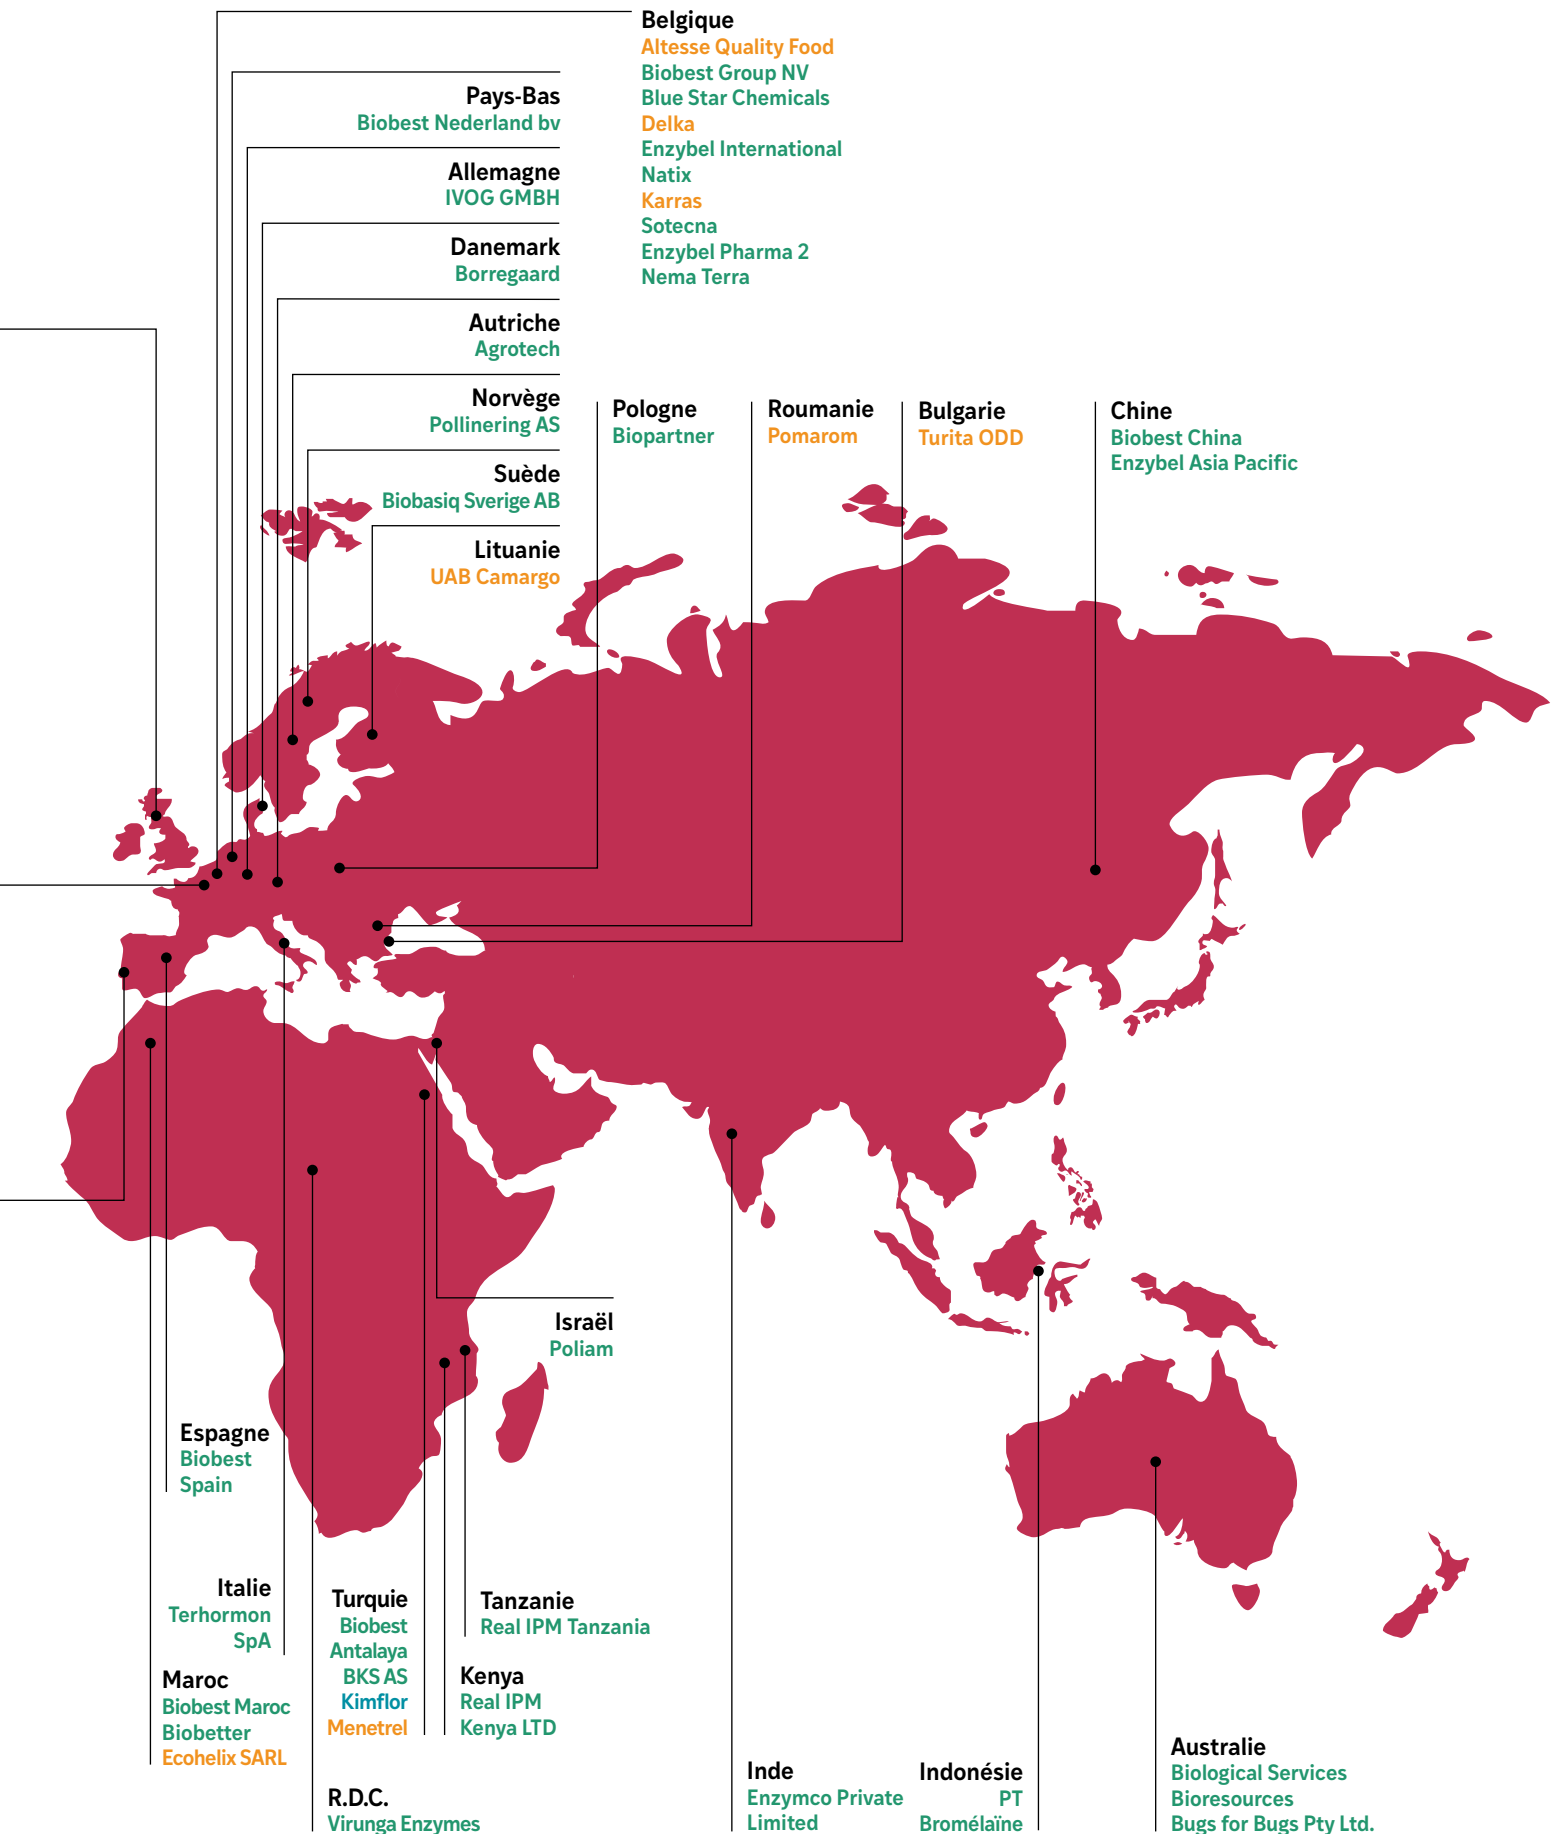 Belgique
Altesse Quality Food
Biobest Group NV
Blue Star Chemicals
Delka
Enzybel International
Natix
Karras
Sotecna
Enzybel Pharma 2
Nema Terra
Pays-Bas
Biobest Nederland bv
Allemagne
IVOG GMBH
Danemark
Borregaard
Autriche
Agrotech
Norvège
Pollinering AS
Suède
Biobasiq Sverige AB
Lituanie
UAB Camargo
Pologne
Biopartner
Roumanie
Pomarom
Bulgarie
Turita ODD
Chine
Biobest China
Enzybel Asia Pacific
Israël
Poliam
Espagne
Biobest
Spain
Italie
Terhormon
SpA
Maroc
Biobest Maroc
Biobetter
Ecohelix SARL
Turquie
Biobest
Antalaya
BKS AS
Kimflor
Menetrel
Tanzanie
Real IPM Tanzania
Kenya
Real IPM
Kenya LTD
R.D.C.
Virunga Enzymes
Inde
Enzymco Private
Limited
Indonésie
PT
Bromélaïne
Australie
Biological Services
Bioresources
Bugs for Bugs Pty Ltd.